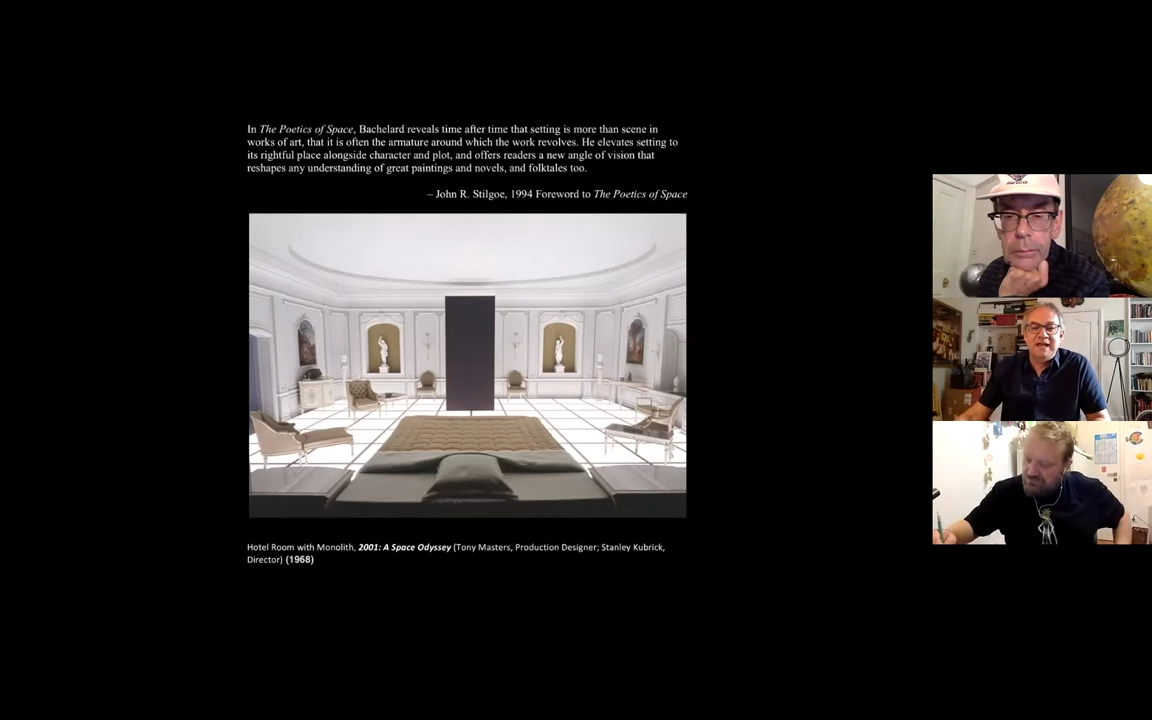 In The Poetics of Space, Bachelard reveals time after time that setting is more than scene in
works of art, that it is often the armature around which the work revolves. He elevates setting to
its rightful place alongside character and plot, and offers readers a new angle of vision that
reshapes any understanding of great paintings and novels, and folktales too.
– John R. Stilgoe, 1994 Foreword to The Poetics of Space
Hotel Room with Monolith, 2001: A Space Odyssey (Tony Masters, Production Designer; Stanley Kubrick,
Director) (1968)